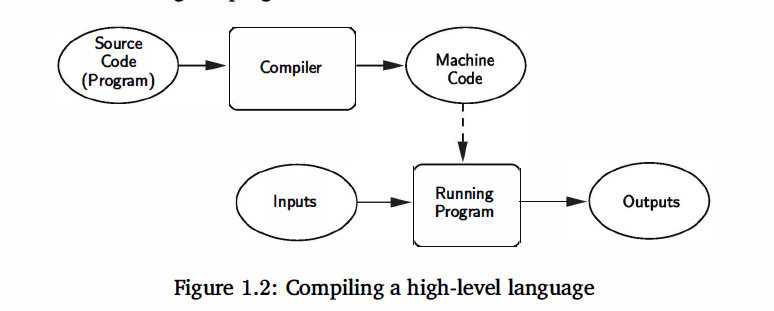 Source
Code
(Program)
Compiler
Machine
Code
Inputs
Running
Program
Outputs
Figure 1.2: Compiling a high-level language